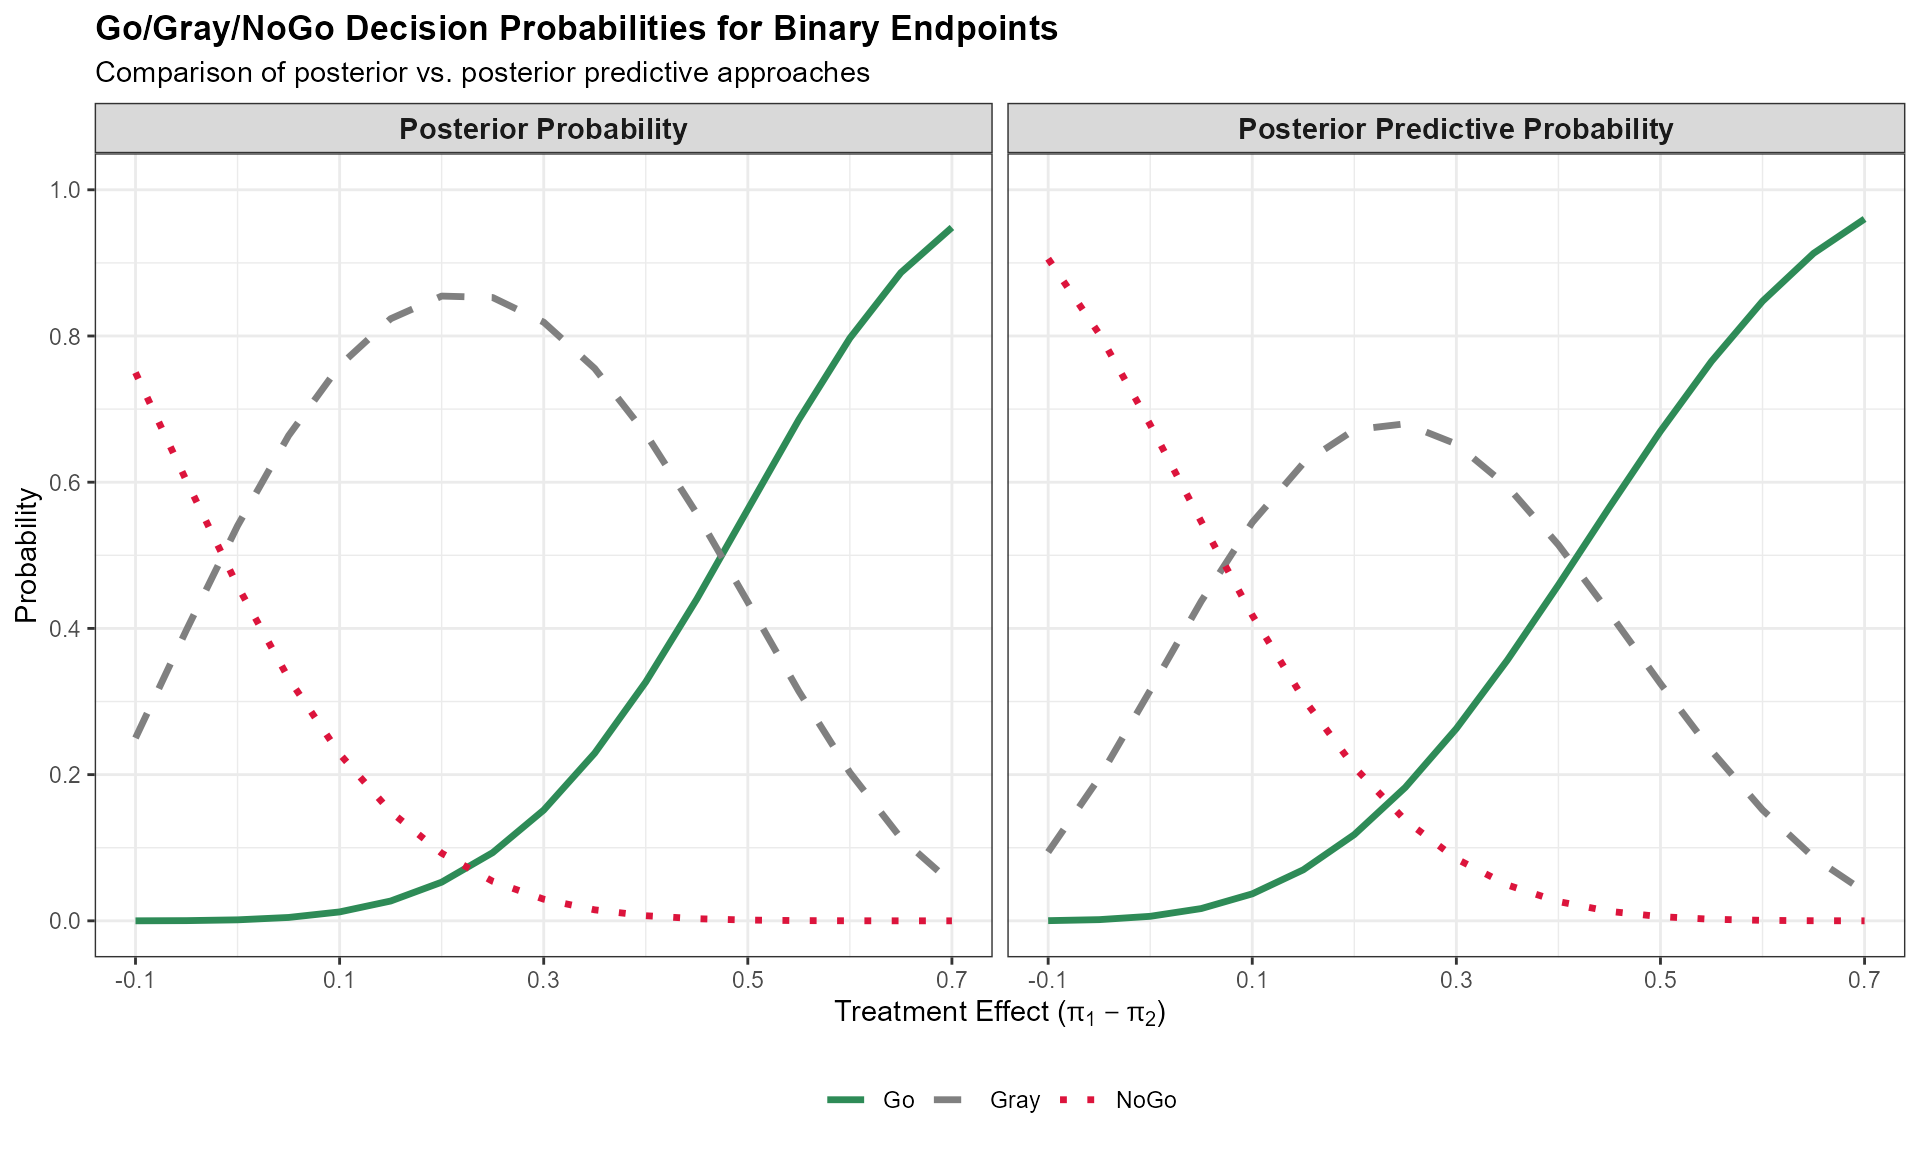 Go/Gray/NoGo Decision Probabilities for Binary Endpoints
Comparison of posterior vs. posterior predictive approaches
Posterior Probability
Posterior Predictive Probability
Probability
1.0
0.8
0.6
0.4
0.2
0.0
-0.1 0.1 0.3 0.5 0.7
-0.1 0.1 0.3 0.5 0.7
Treatment Effect (π₁ − π₂)
Go Gray NoGo